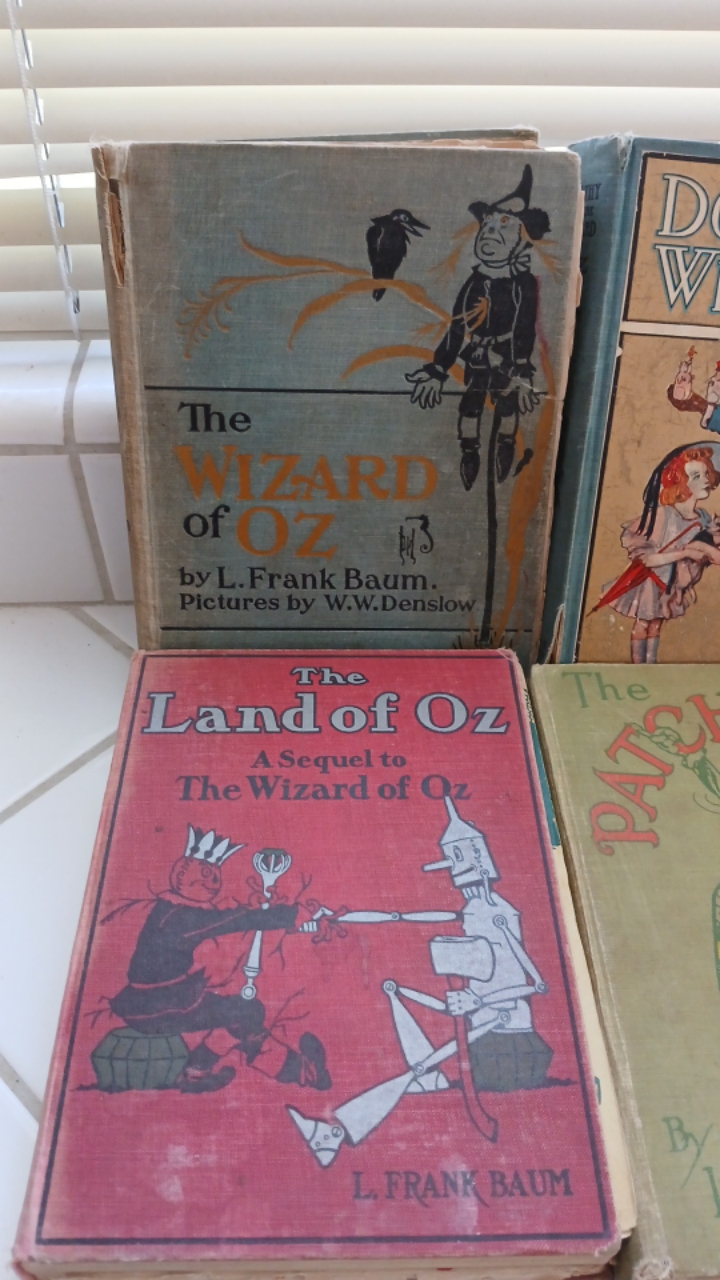 The
WIZARD
of OZ
by L. Frank Baum.
Pictures by W.W. Denslow
The
Land of Oz
A Sequel to
The Wizard of Oz
L. FRANK BAUM
The
By